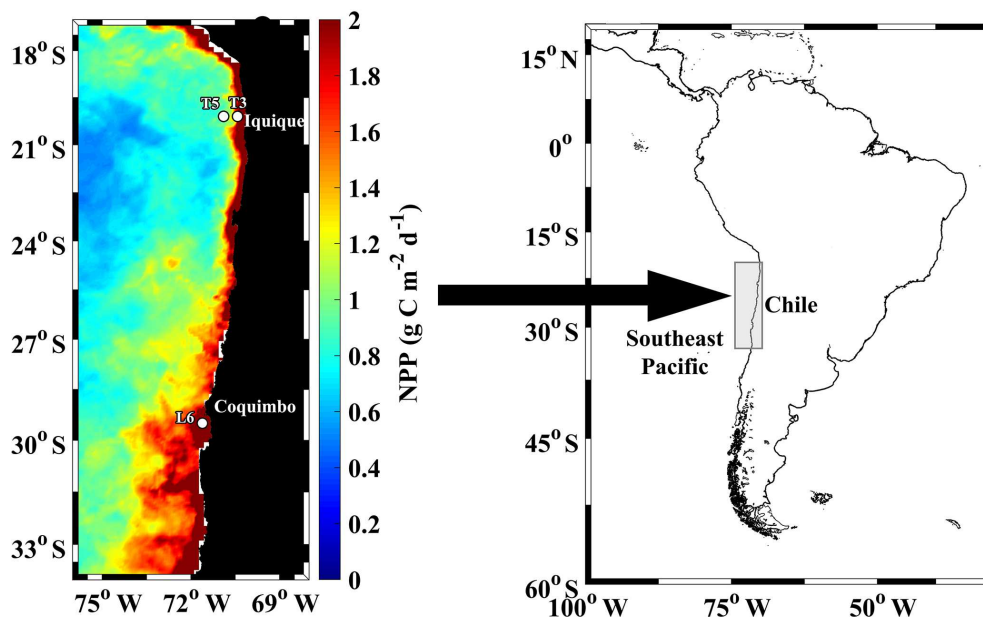 18° S
21° S
24° S
27° S
30° S
33° S
75° W
72° W
69° W
T5
T3
Iquique
L6
Coquimbo
2
1.8
1.6
1.4
1.2
1
0.8
0.6
0.4
0.2
0
NPP (g C m⁻² d⁻¹)
15° N
0°
15° S
30° S
45° S
60° S
100° W
75° W
50° W
Chile
Southeast
Pacific